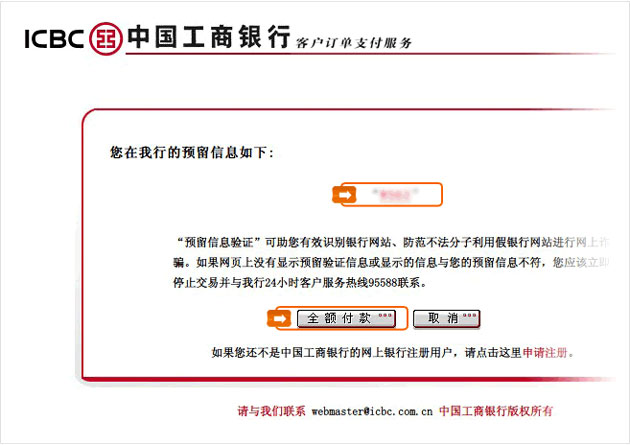 ICBC 中国工商银行 客户订单支付服务
您在我行的预留信息如下:
“预留信息验证”可助您有效识别银行网站、防范不法分子利用假银行网站进行网上诈
骗。如果网页上没有显示预留验证信息或显示的信息与您的预留信息不符，您应该立即
停止交易并与我行24小时客户服务热线95588联系。
全额付款 取消
如果您还不是中国工商银行的网上银行注册用户，请点击这里申请注册。
请与我们联系 webmaster@icbc.com.cn 中国工商银行版权所有